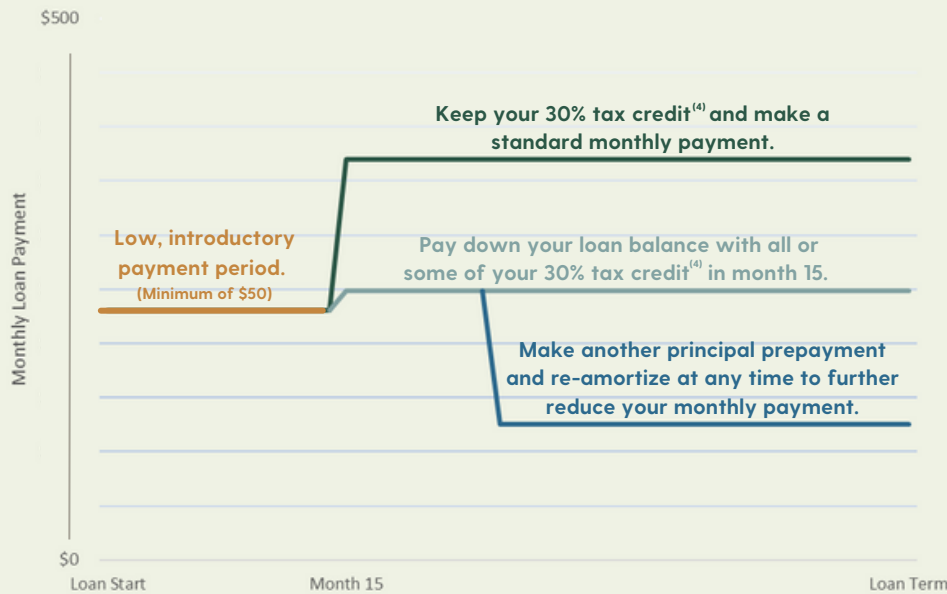 $500
Keep your 30% tax credit(4) and make a
standard monthly payment.
Monthly Loan Payment
Low, introductory
payment period.
(Minimum of $50)
Pay down your loan balance with all or
some of your 30% tax credit(4) in month 15.
Make another principal prepayment
and re-amortize at any time to further
reduce your monthly payment.
$0
Loan Start
Month 15
Loan Term